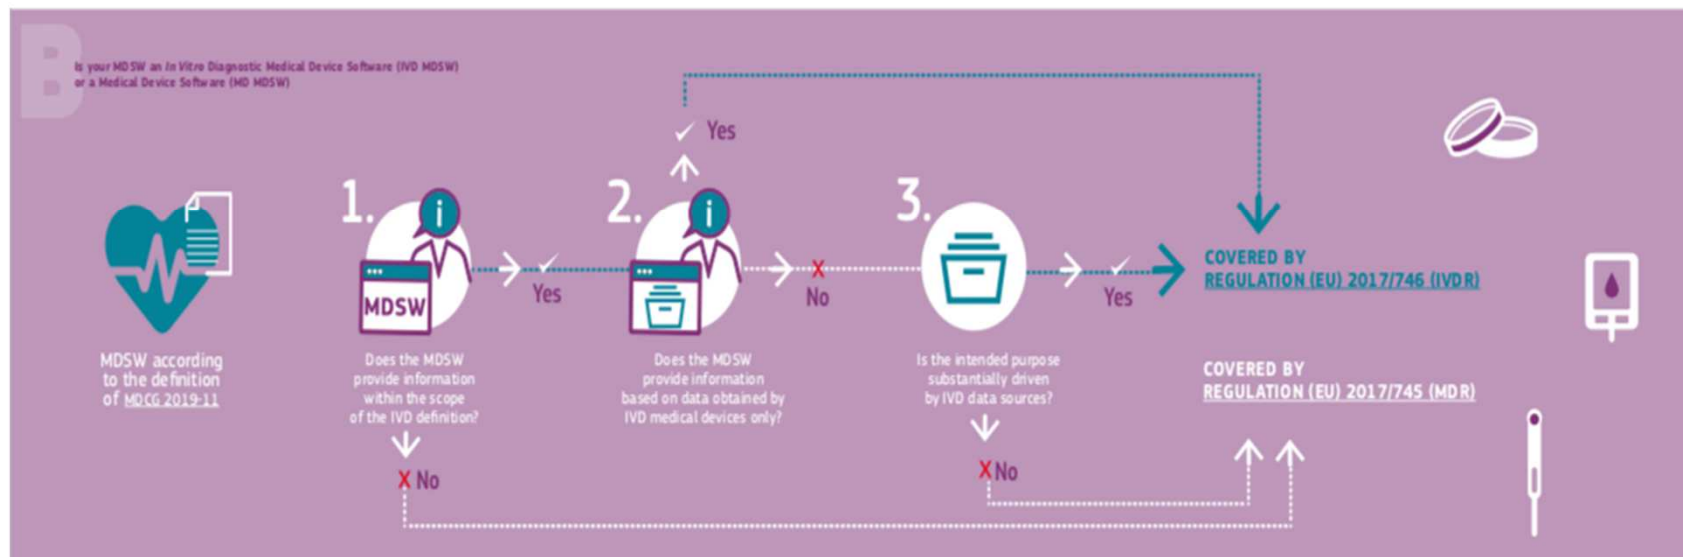 B
Is your MDSW an In Vitro Diagnostic Medical Device Software (IVD MDSW)
or a Medical Device Software (MD MDSW)
Yes
1.
i
MDSW
2.
i
3.
Yes
X
No
Yes
COVERED BY
REGULATION (EU) 2017/746 (IVDR)
MDSW according
to the definition
of MDCG 2019-11
Does the MDSW
provide information
within the scope
of the IVD definition?
Does the MDSW
provide information
based on data obtained by
IVD medical devices only?
Is the intended purpose
substantially driven
by IVD data sources?
COVERED BY
REGULATION (EU) 2017/745 (MDR)
X No
X No